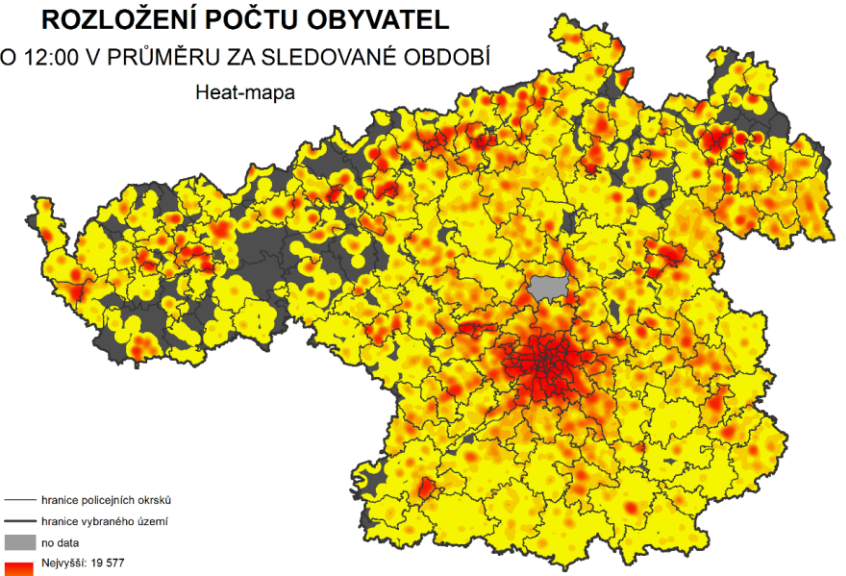 ROZLOŽENÍ POČTU OBYVATEL
O 12:00 V PRŮMĚRU ZA SLEDOVANÉ OBDOBÍ
Heat-mapa
hranice policejních okrsků
hranice vybraného území
no data
Nejvyšší: 19 577